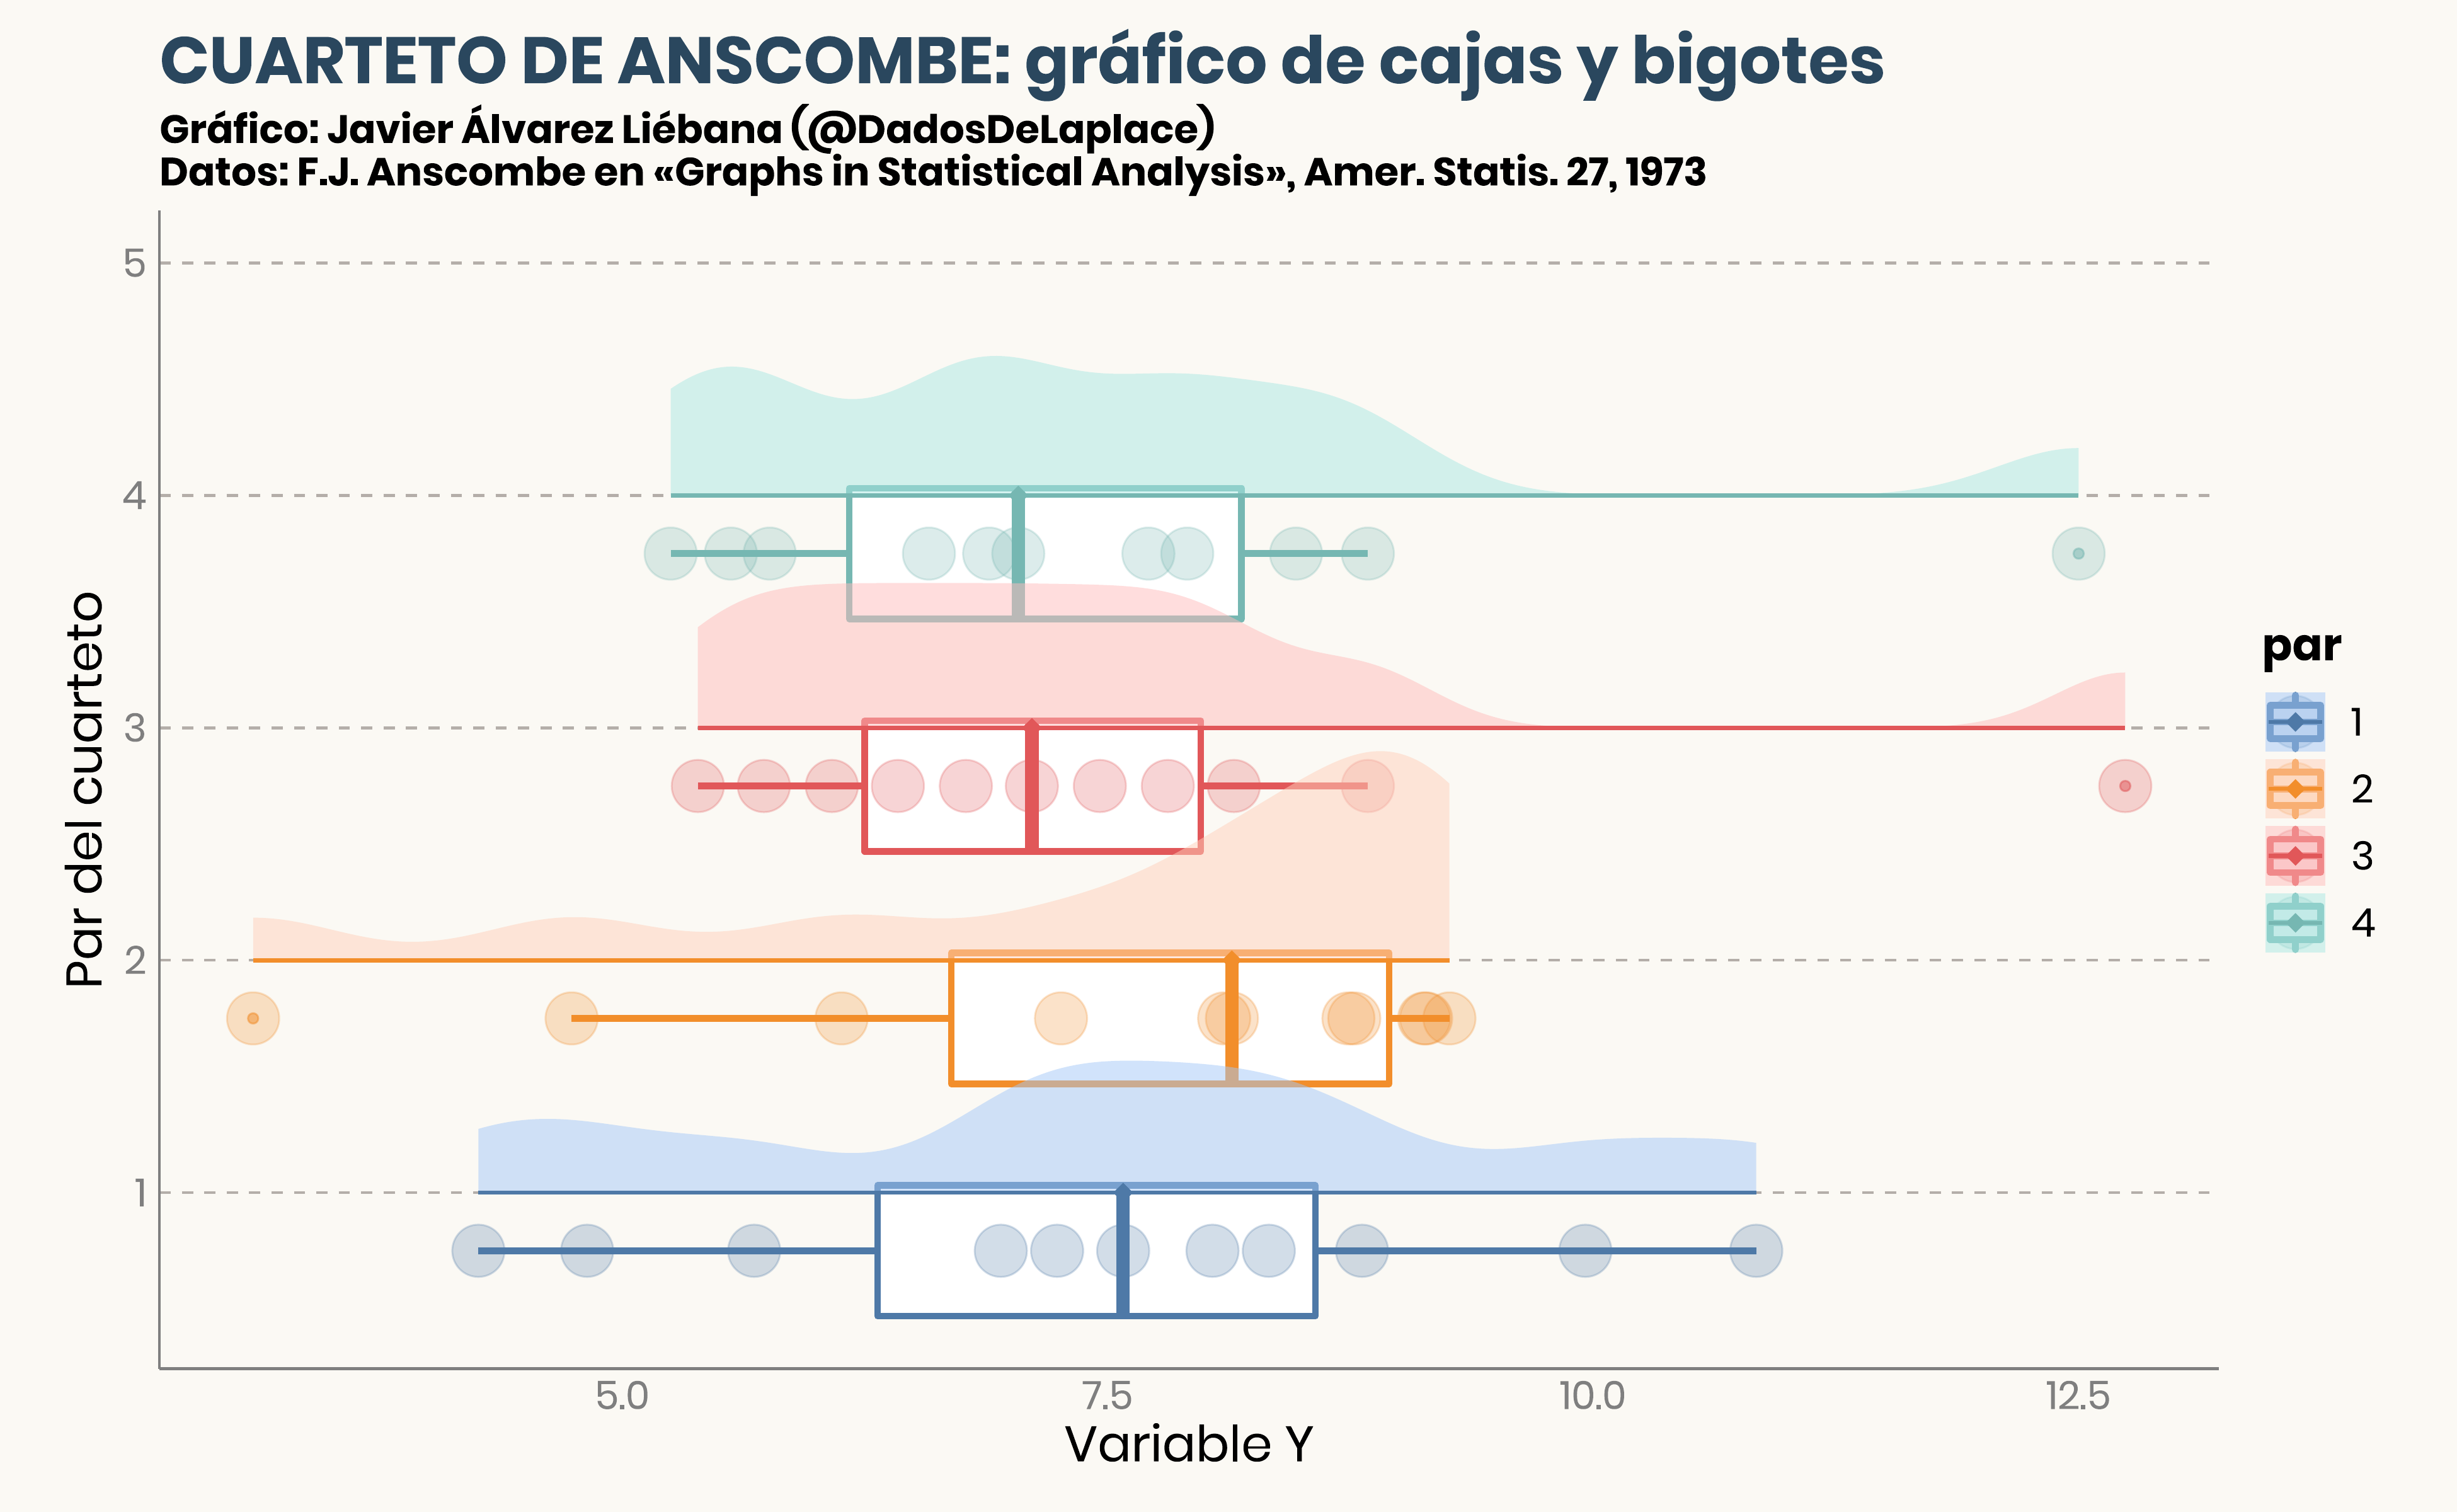 CUARTETO DE ANSCOMBE: gráfico de cajas y bigotes
Gráfico: Javier Álvarez Liébana (@DadosDeLaplace)
Datos: F.J. Anscombe en «Graphs in Statistical Analysis», Amer. Statis. 27, 1973
5
4
3
2
1
Par del cuarteto
5.0 7.5 10.0 12.5
Variable Y
par
1
2
3
4